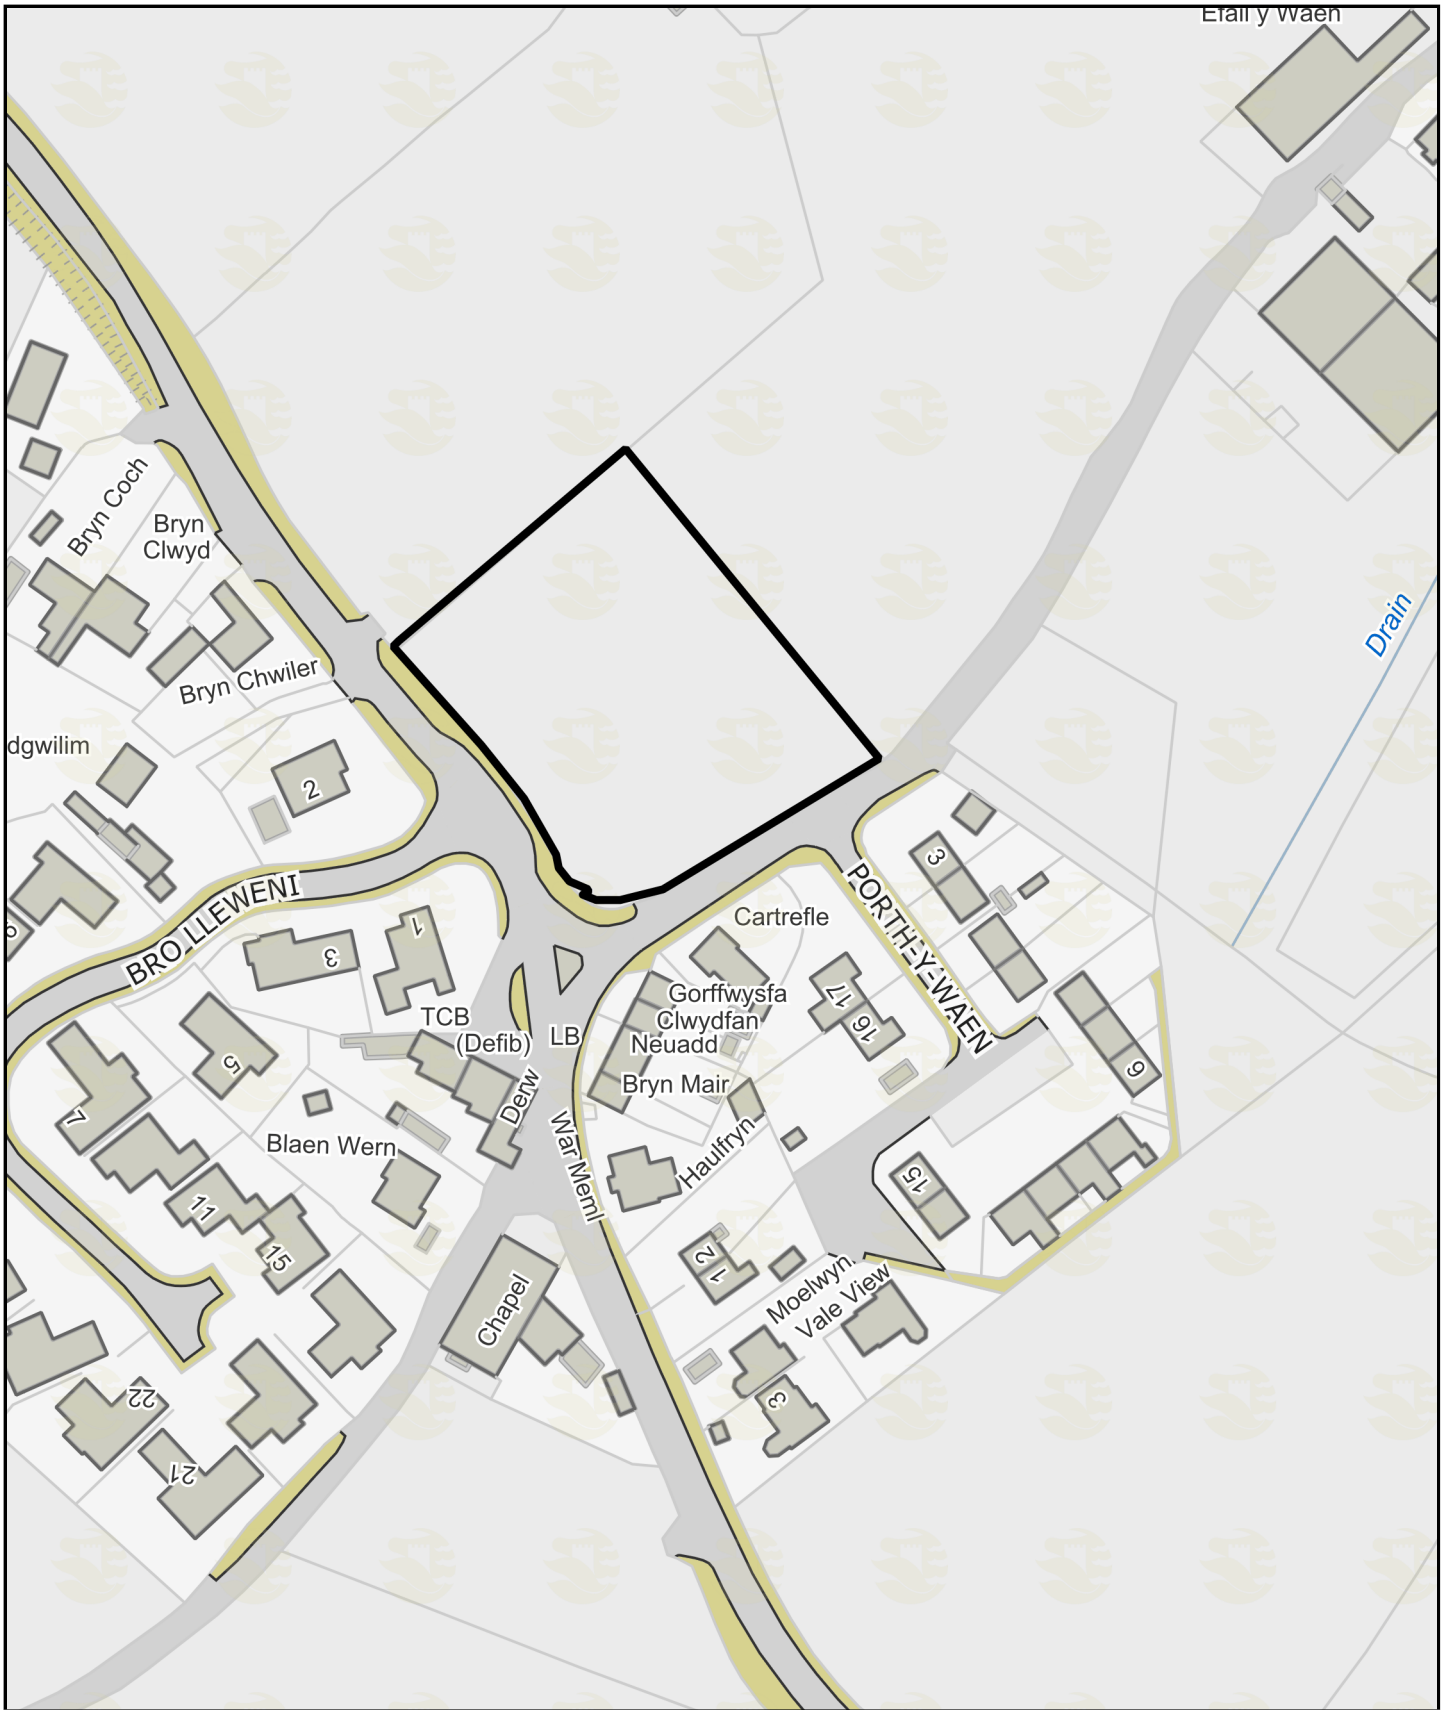 Efail y Waen
Bryn Coch
Bryn
Clwyd
Drain
Bryn Chwiler
dgwilim
2
3
BRO LLEWENI
PORTH-Y-WAEN
Cartrefle
1
3
Gorffwysfa
17
TCB
(Defib)
LB
Clwydfan
16
Neuadd
5
9
Bryn Mair
Derw
7
Blaen Wern
War Meml
Haulfryn
15
11
15
2
1
Moelwyn
Vale View
Chapel
22
3
21